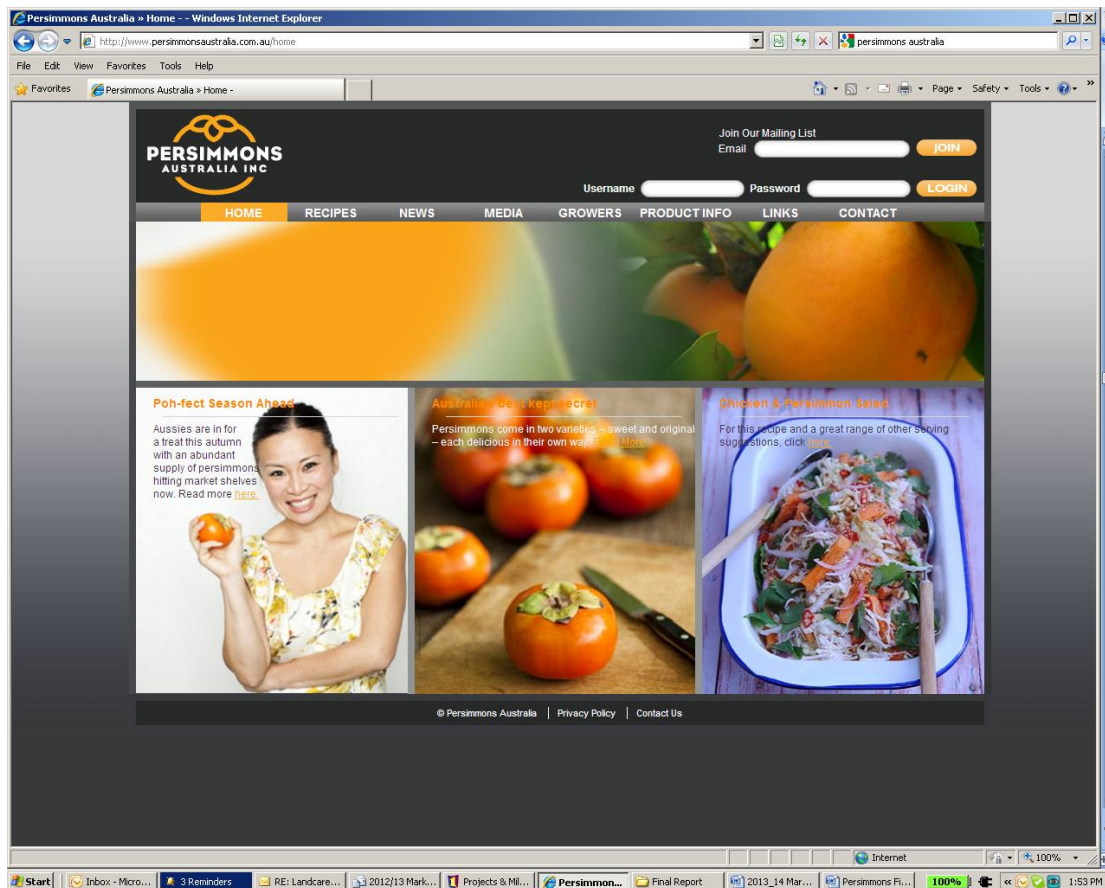 Persimmons Australia » Home - - Windows Internet Explorer
http://www.persimmonsaustralia.com.au/home
persimmons australia
File Edit View Favorites Tools Help
Favorites
Persimmons Australia » Home -
Page Safety Tools
PERSIMMONS
AUSTRALIA INC
Join Our Mailing List
Email
JOIN
Username
Password
LOGIN
HOME RECIPES NEWS MEDIA GROWERS PRODUCT INFO LINKS CONTACT
Poh-fect Season Ahead
Aussies are in for
a treat this autumn
with an abundant
supply of persimmons
hitting market shelves
now. Read more here.
Australia's best kept secret
Persimmons come in two varieties – sweet and original
– each delicious in their own way. Read More.
Chicken & Persimmon Salad
For this recipe and a great range of other serving
suggestions, click here.
© Persimmons Australia | Privacy Policy | Contact Us
Internet
100%
Start
Inbox - Micro...
3 Reminders
RE: Landcare...
2012/13 Mark...
Projects & Mil...
Persimmon...
Final Report
2013_14 Mar...
Persimmons Fi...
100%
1:53 PM